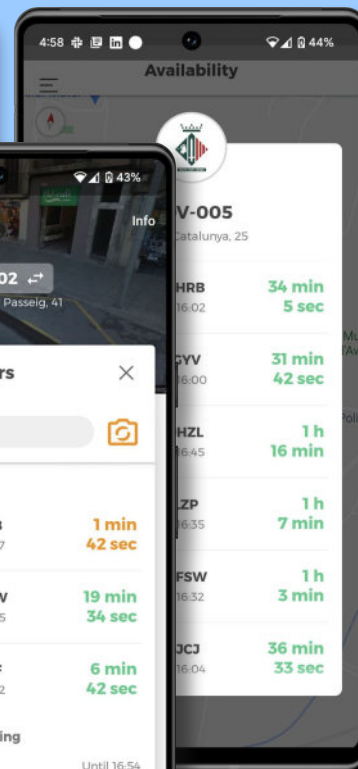 4:58
44%
Availability
V-005
Catalunya, 25
HRB
34 min
16:02
5 sec
31 min
16:00
42 sec
HZL
1 h
16:45
16 min
1 h
16:35
7 min
FSW
1 h
16:32
3 min
JCJ
36 min
16:04
33 sec
43%
Info
02
Passeig, 41
rs
1 min
42 sec
19 min
34 sec
6 min
42 sec
ing
Until 16:54